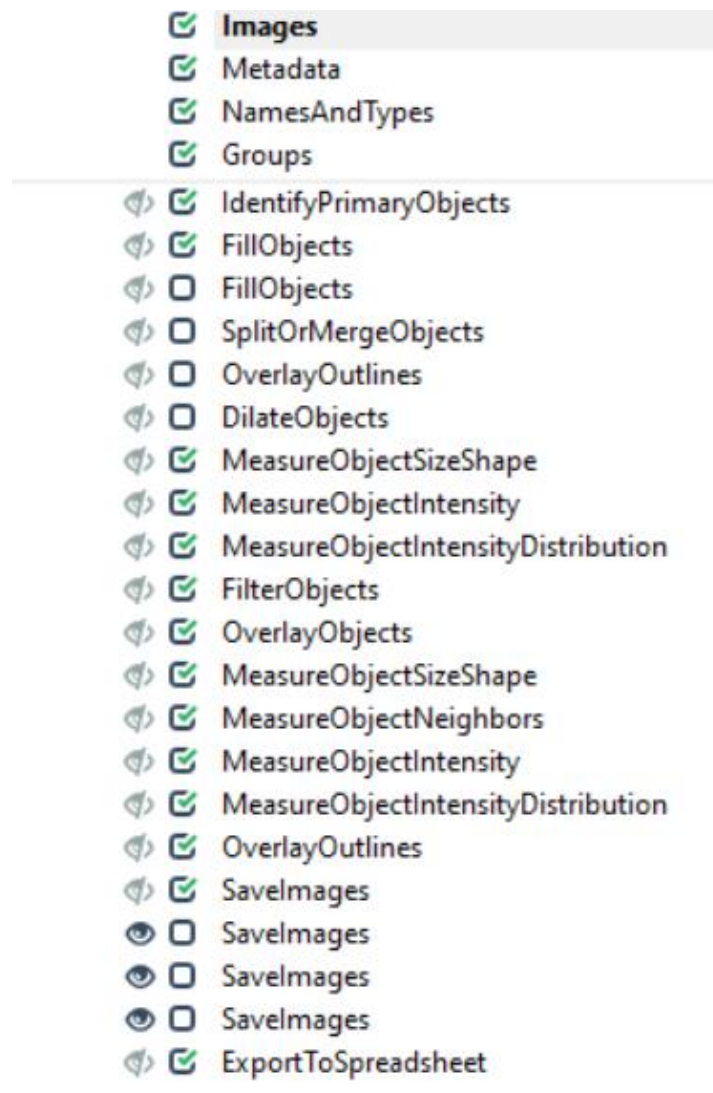 Images
Metadata
NamesAndTypes
Groups
IdentifyPrimaryObjects
FillObjects
FillObjects
SplitOrMergeObjects
OverlayOutlines
DilateObjects
MeasureObjectSizeShape
MeasureObjectIntensity
MeasureObjectIntensityDistribution
FilterObjects
OverlayObjects
MeasureObjectSizeShape
MeasureObjectNeighbors
MeasureObjectIntensity
MeasureObjectIntensityDistribution
OverlayOutlines
SaveImages
SaveImages
SaveImages
SaveImages
ExportToSpreadsheet